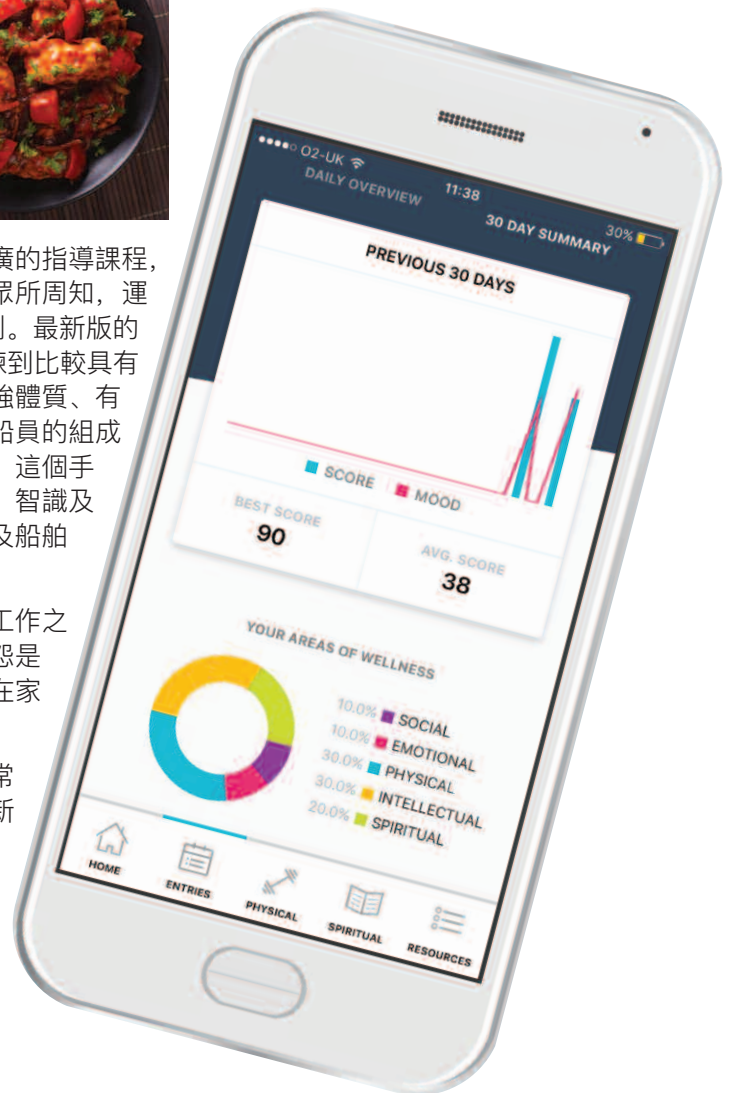 廣的指導課程,
眾所周知, 運
。最新版的
到比較具有
強體質、有
船員的組成
這個手
智識及
及船舶
工作之
怨是
在家
常
新
O2-UK
11:38
30%
DAILY OVERVIEW
30 DAY SUMMARY
PREVIOUS 30 DAYS
SCORE
MOOD
BEST SCORE
90
AVG. SCORE
38
YOUR AREAS OF WELLNESS
10.0% SOCIAL
10.0% EMOTIONAL
30.0% PHYSICAL
30.0% INTELLECTUAL
20.0% SPIRITUAL
HOME
ENTRIES
PHYSICAL
SPIRITUAL
RESOURCES